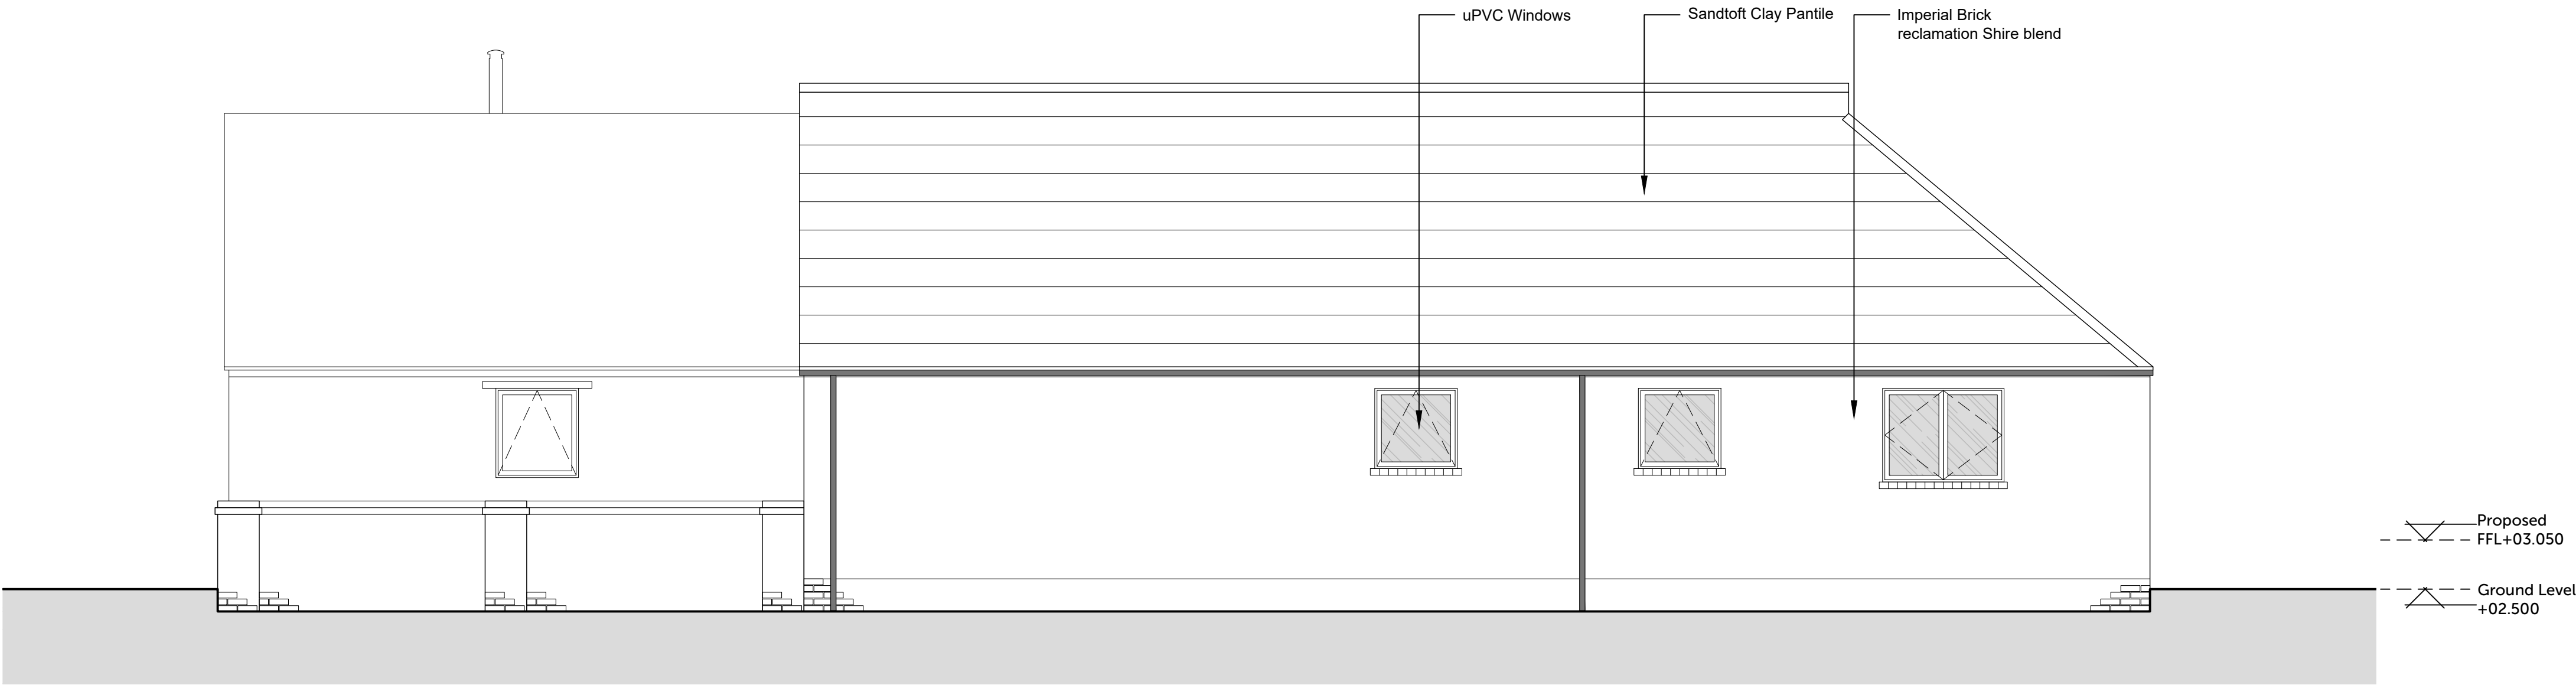 uPVC Windows
Sandtoft Clay Pantile
Imperial Brick
reclamation Shire blend
Proposed
FFL+03.050
Ground Level
+02.500